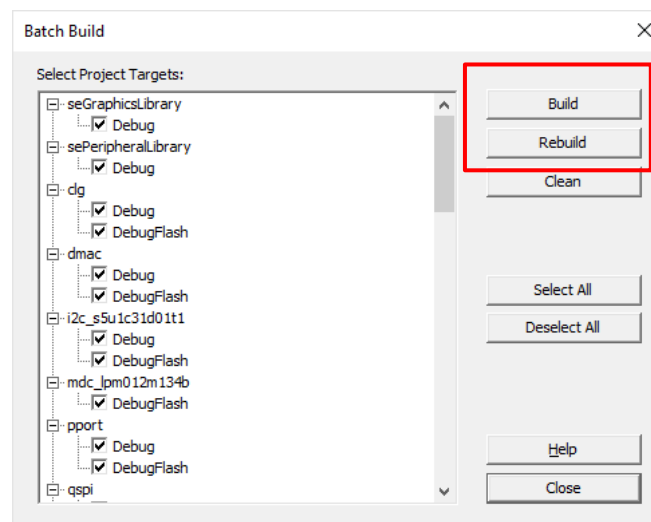 Batch Build
Select Project Targets:
seGraphicsLibrary
Debug
sePeripheralLibrary
Debug
clg
Debug
DebugFlash
dmac
Debug
DebugFlash
i2c_s5u1c31d01t1
Debug
DebugFlash
mdc_lpm012m134b
DebugFlash
pport
Debug
DebugFlash
qspi
Build
Rebuild
Clean
Select All
Deselect All
Help
Close